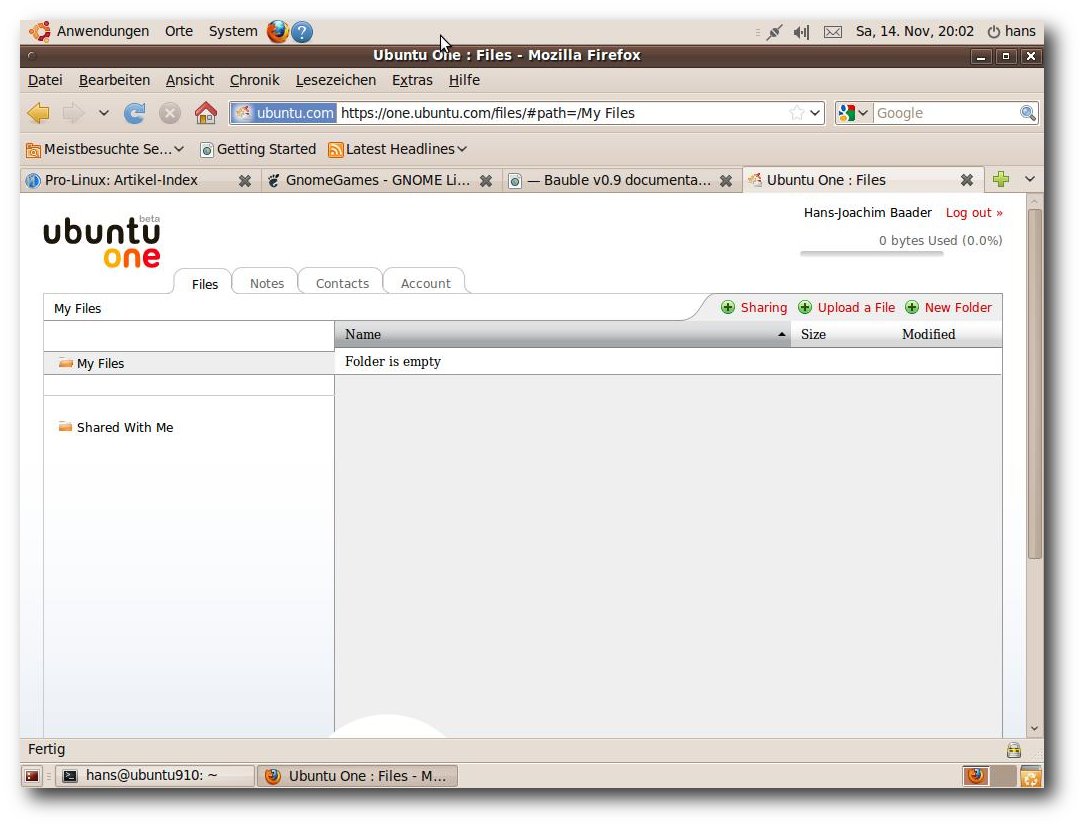 Anwendungen Orte System Sa, 14. Nov, 20:02 hans
Ubuntu One : Files - Mozilla Firefox
Datei Bearbeiten Ansicht Chronik Lesezeichen Extras Hilfe
ubuntu.com https://one.ubuntu.com/files/#path=/My Files Google
Meistbesuchte Se... Getting Started Latest Headlines
Pro-Linux: Artikel-Index GnomeGames - GNOME Li... — Bauble v0.9 documenta... Ubuntu One : Files
Hans-Joachim Baader Log out »
beta
ubuntu
one
0 bytes Used (0.0%)
Files Notes Contacts Account
My Files Sharing Upload a File New Folder
Name Size Modified
My Files Folder is empty
Shared With Me
Fertig
hans@ubuntu910: ~ Ubuntu One : Files - M...